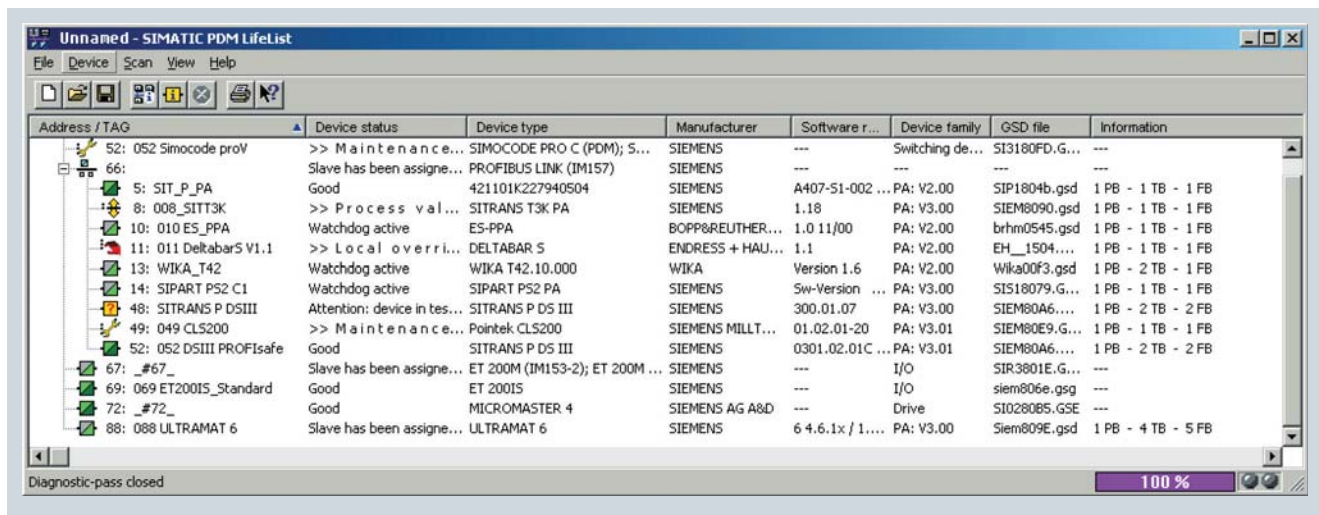 Unnamed - SIMATIC PDM LifeList
File Device Scan View Help
Address / TAG Device status Device type Manufacturer Software r... Device family GSD file Information
52: 052 Simocode proV >> Maintenance... SIMOCODE PRO C (PDM); S... SIEMENS --- Switching de... SI3180FD.G... ---
66: Slave has been assigne... PROFIBUS LINK (IM157) SIEMENS --- --- --- ---
5: SIT_P_PA Good 421101K227940504 SIEMENS A407-S1-002 ... PA: V2.00 SIP1804b.gsd 1 PB - 1 TB - 1 FB
8: 008_SITT3K >> Process val... SITRANS T3K PA SIEMENS 1.18 PA: V3.00 SIEM8090.gsd 1 PB - 1 TB - 1 FB
10: 010 ES_PPA Watchdog active ES-PPA BOPP&REUTHER... 1.0 11/00 PA: V2.00 brhm0545.gsd 1 PB - 1 TB - 1 FB
11: 011 DeltabarS V1.1 >> Local overri... DELTABAR S ENDRESS + HAU... 1.1 PA: V2.00 EH__1504.... 1 PB - 1 TB - 1 FB
13: WIKA_T42 Watchdog active WIKA T42.10.000 WIKA Version 1.6 PA: V2.00 Wika00f3.gsd 1 PB - 2 TB - 1 FB
14: SIPART PS2 C1 Watchdog active SIPART PS2 PA SIEMENS Sw-Version ... PA: V3.00 SIS18079.G... 1 PB - 1 TB - 1 FB
48: SITRANS P DSIII Attention: device in tes... SITRANS P DS III SIEMENS 300.01.07 PA: V3.00 SIEM80A6.... 1 PB - 2 TB - 2 FB
49: 049 CLS200 >> Maintenance... Pointek CLS200 SIEMENS MILLT... 01.02.01-20 PA: V3.01 SIEM80E9.G... 1 PB - 1 TB - 1 FB
52: 052 DSIII PROFIsafe Good SITRANS P DS III SIEMENS 0301.02.01C ... PA: V3.01 SIEM80A6.... 1 PB - 2 TB - 2 FB
67: _#67_ Slave has been assigne... ET 200M (IM153-2); ET 200M ... SIEMENS --- I/O SIR3801E.G... ---
69: 069 ET200IS_Standard Good ET 200IS SIEMENS --- I/O siem806e.gsg ---
72: _#72_ Good MICROMASTER 4 SIEMENS AG A&D --- Drive SI0280B5.GSE ---
88: 088 ULTRAMAT 6 Slave has been assigne... ULTRAMAT 6 SIEMENS 6 4.6.1x / 1.... PA: V3.00 Siem809E.gsd 1 PB - 4 TB - 5 FB
Diagnostic-pass closed 100 %